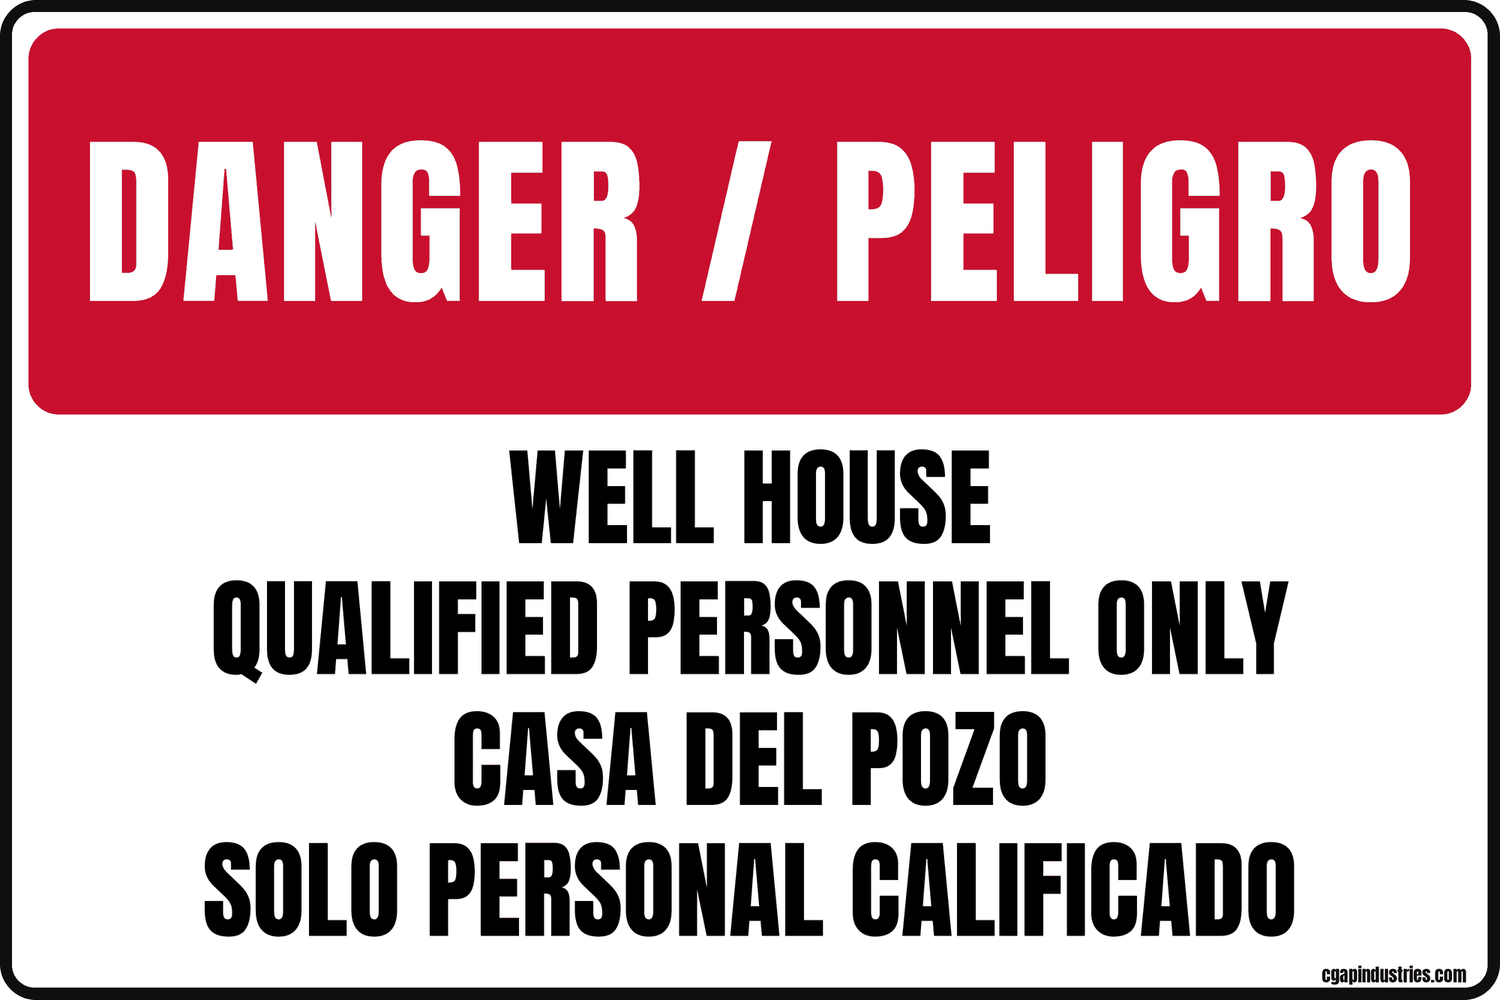 DANGER / PELIGRO
WELL HOUSE
QUALIFIED PERSONNEL ONLY
CASA DEL POZO
SOLO PERSONAL CALIFICADO
cgapindustries.com